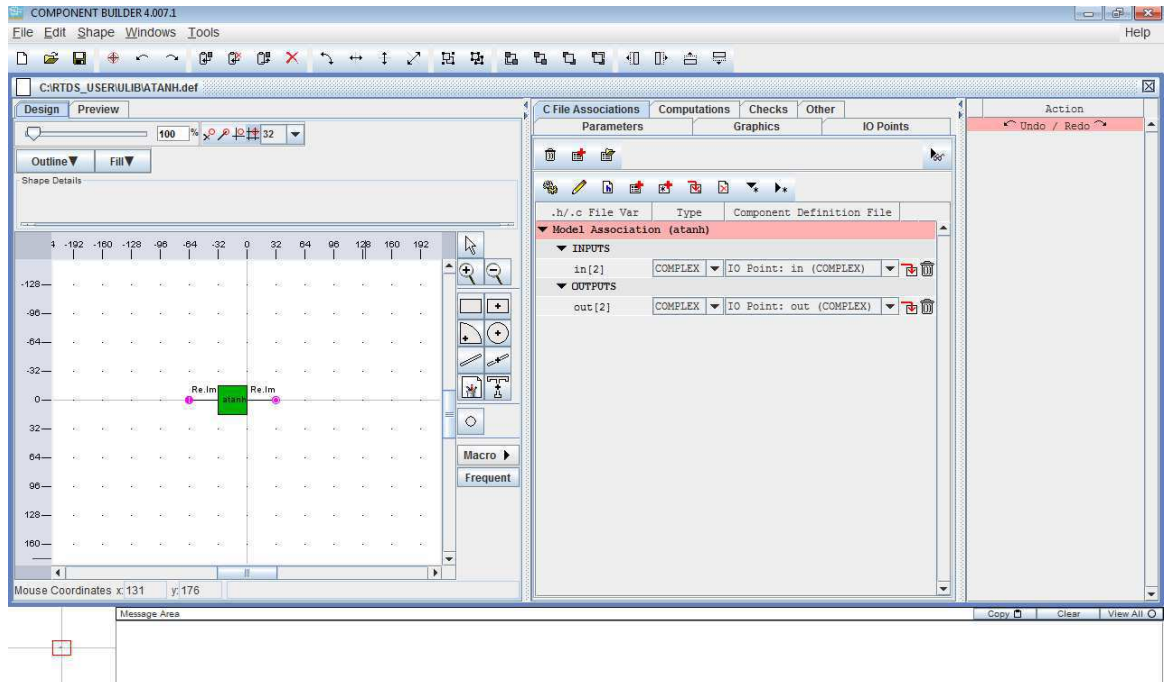 COMPONENT BUILDER 4.007.1
File Edit Shape Windows Tools Help
C:\RTDS_USER\ULIB\ATANH.def
Design Preview
100 % 32
Outline▼ Fill▼
Shape Details
-192 -160 -128 -96 -64 -32 0 32 64 96 128 160 192
-128
-96
-64
-32
0
32
64
96
128
160
Re.Im Re.Im
atanh
Macro
Frequent
Mouse Coordinates x: 131 y: 176
C File Associations Computations Checks Other
Parameters Graphics IO Points
.h/.c File Var Type Component Definition File
Model Association (atanh)
INPUTS
in[2] COMPLEX IO Point: in (COMPLEX)
OUTPUTS
out[2] COMPLEX IO Point: out (COMPLEX)
Action
Undo / Redo
Message Area Copy Clear View All